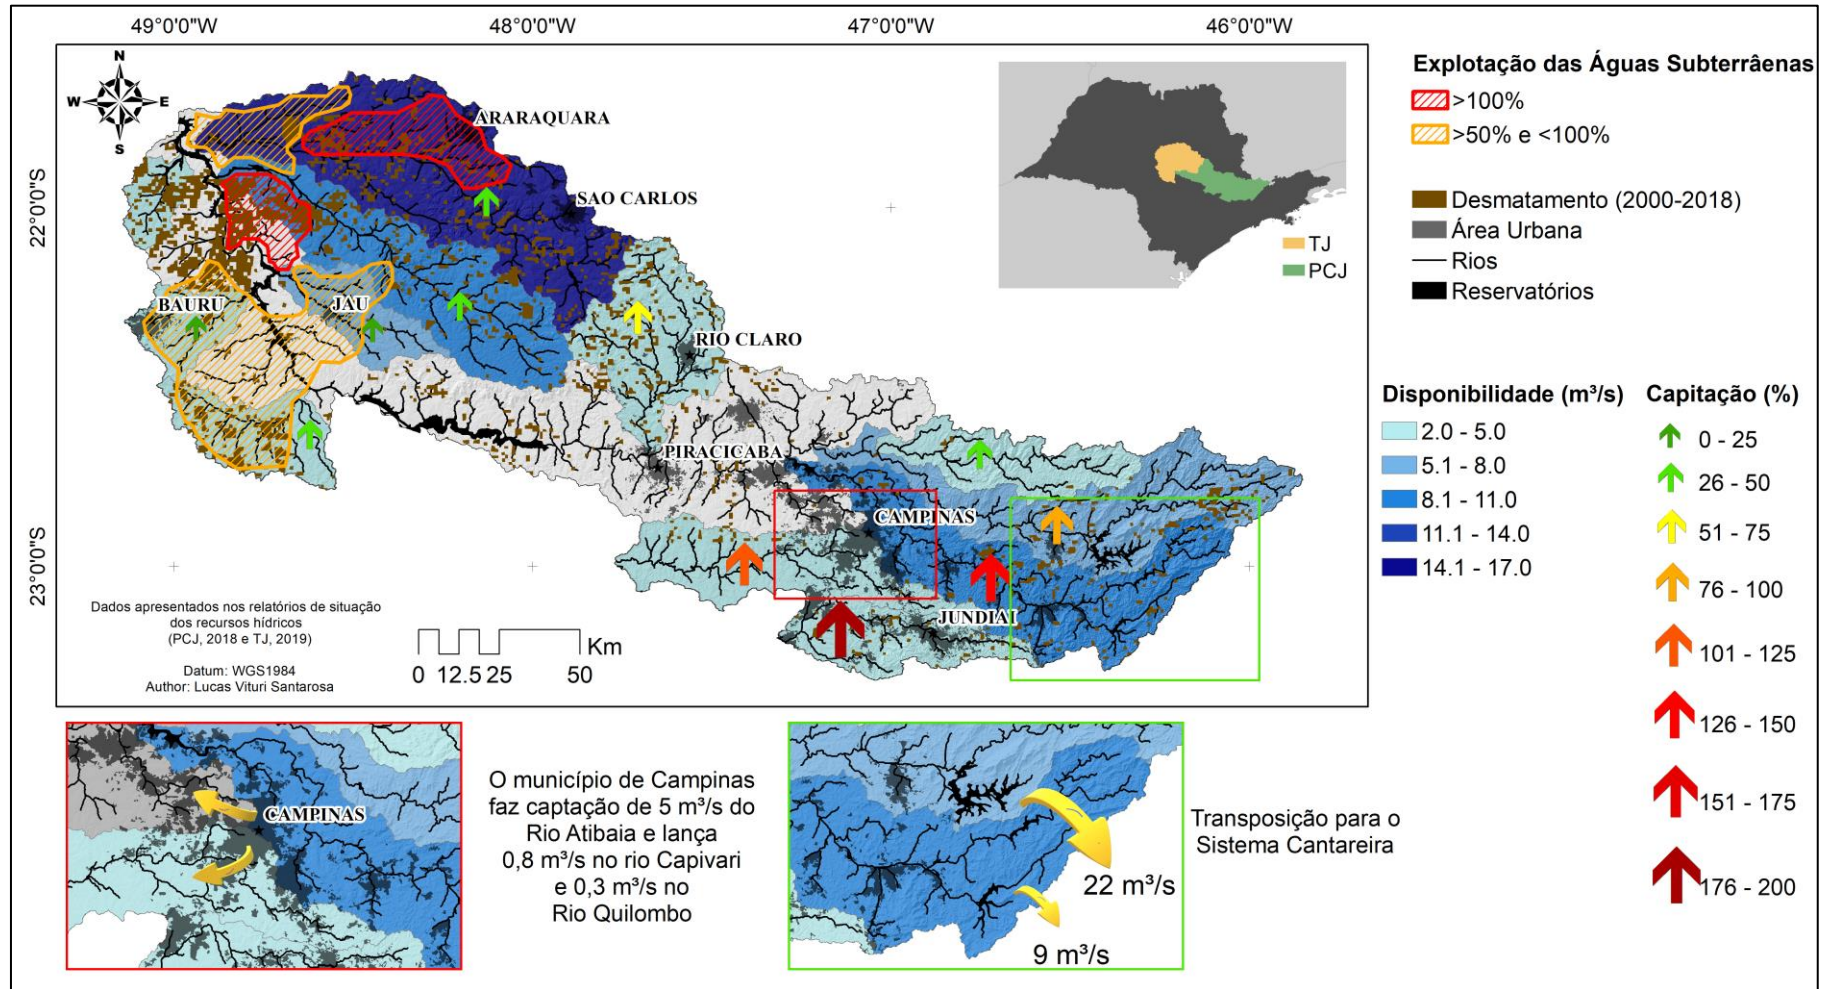 49°0'0"W
48°0'0"W
47°0'0"W
46°0'0"W
22°0'0"S
23°0'0"S
N
W
E
S
ARARAQUARA
SAO CARLOS
BAURU
JAU
RIO CLARO
PIRACICABA
CAMPINAS
JUNDIAI
TJ
PCJ
Dados apresentados nos relatórios de situação
dos recursos hídricos
(PCJ, 2018 e TJ, 2019)
Datum: WGS1984
Author: Lucas Vituri Santarosa
Km
0 12.5 25 50
Explotação das Águas Subterrâenas
>100%
>50% e <100%
Desmatamento (2000-2018)
Área Urbana
Rios
Reservatórios
Disponibilidade (m³/s)
2.0 - 5.0
5.1 - 8.0
8.1 - 11.0
11.1 - 14.0
14.1 - 17.0
Capitação (%)
0 - 25
26 - 50
51 - 75
76 - 100
101 - 125
126 - 150
151 - 175
176 - 200
CAMPINAS
O município de Campinas
faz captação de 5 m³/s do
Rio Atibaia e lança
0,8 m³/s no rio Capivari
e 0,3 m³/s no
Rio Quilombo
22 m³/s
9 m³/s
Transposição para o
Sistema Cantareira